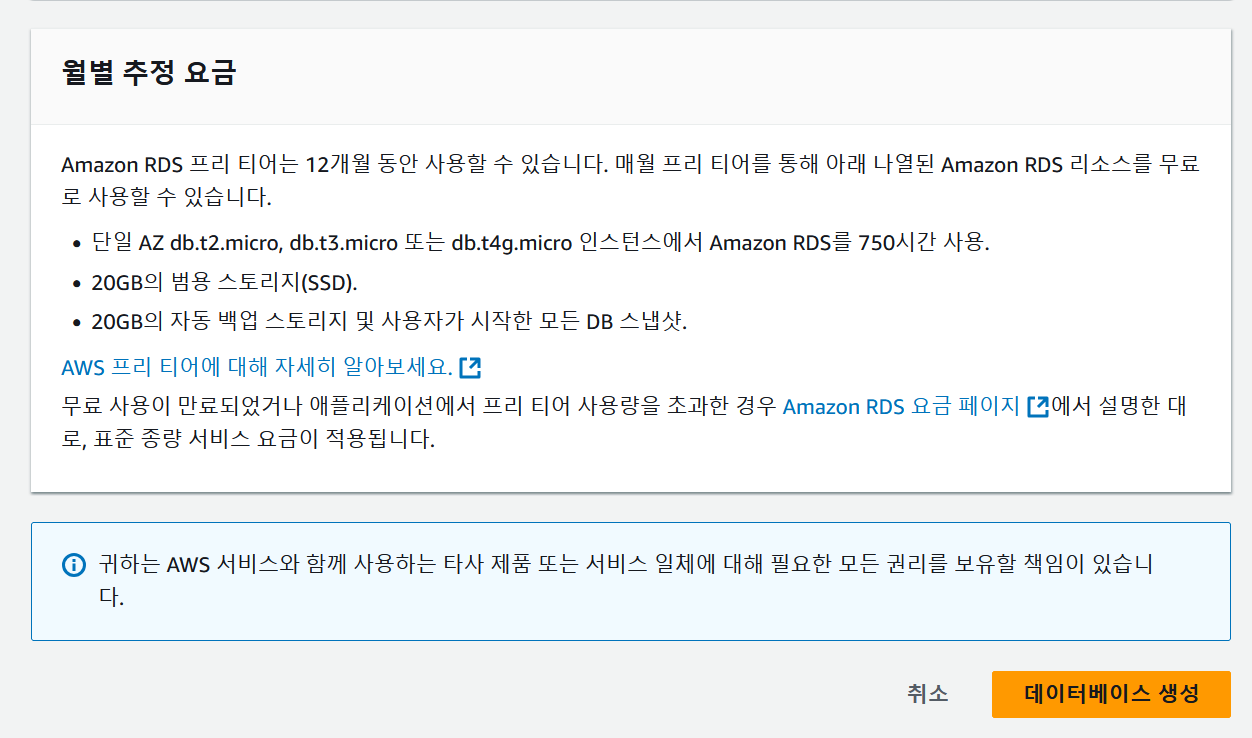 월별 추정 요금
Amazon RDS 프리 티어는 12개월 동안 사용할 수 있습니다. 매월 프리 티어를 통해 아래 나열된 Amazon RDS 리소스를 무료
로 사용할 수 있습니다.
• 단일 AZ db.t2.micro, db.t3.micro 또는 db.t4g.micro 인스턴스에서 Amazon RDS를 750시간 사용.
• 20GB의 범용 스토리지(SSD).
• 20GB의 자동 백업 스토리지 및 사용자가 시작한 모든 DB 스냅샷.
AWS 프리 티어에 대해 자세히 알아보세요.
무료 사용이 만료되었거나 애플리케이션에서 프리 티어 사용량을 초과한 경우 Amazon RDS 요금 페이지 에서 설명한 대
로, 표준 종량 서비스 요금이 적용됩니다.
귀하는 AWS 서비스와 함께 사용하는 타사 제품 또는 서비스 일체에 대해 필요한 모든 권리를 보유할 책임이 있습니
다.
취소 데이터베이스 생성